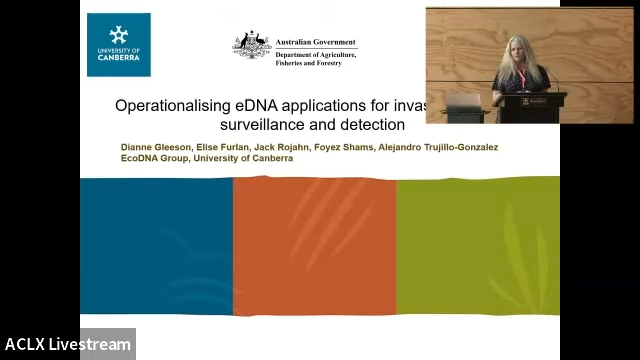 UNIVERSITY OF
CANBERRA
Australian Government
Department of Agriculture,
Fisheries and Forestry
Operationalising eDNA applications for inva
surveillance and detection
Dianne Gleeson, Elise Furlan, Jack Rojahn, Foyez Shams, Alejandro Trujillo-Gonzalez
EcoDNA Group, University of Canberra
ACLX Livestream